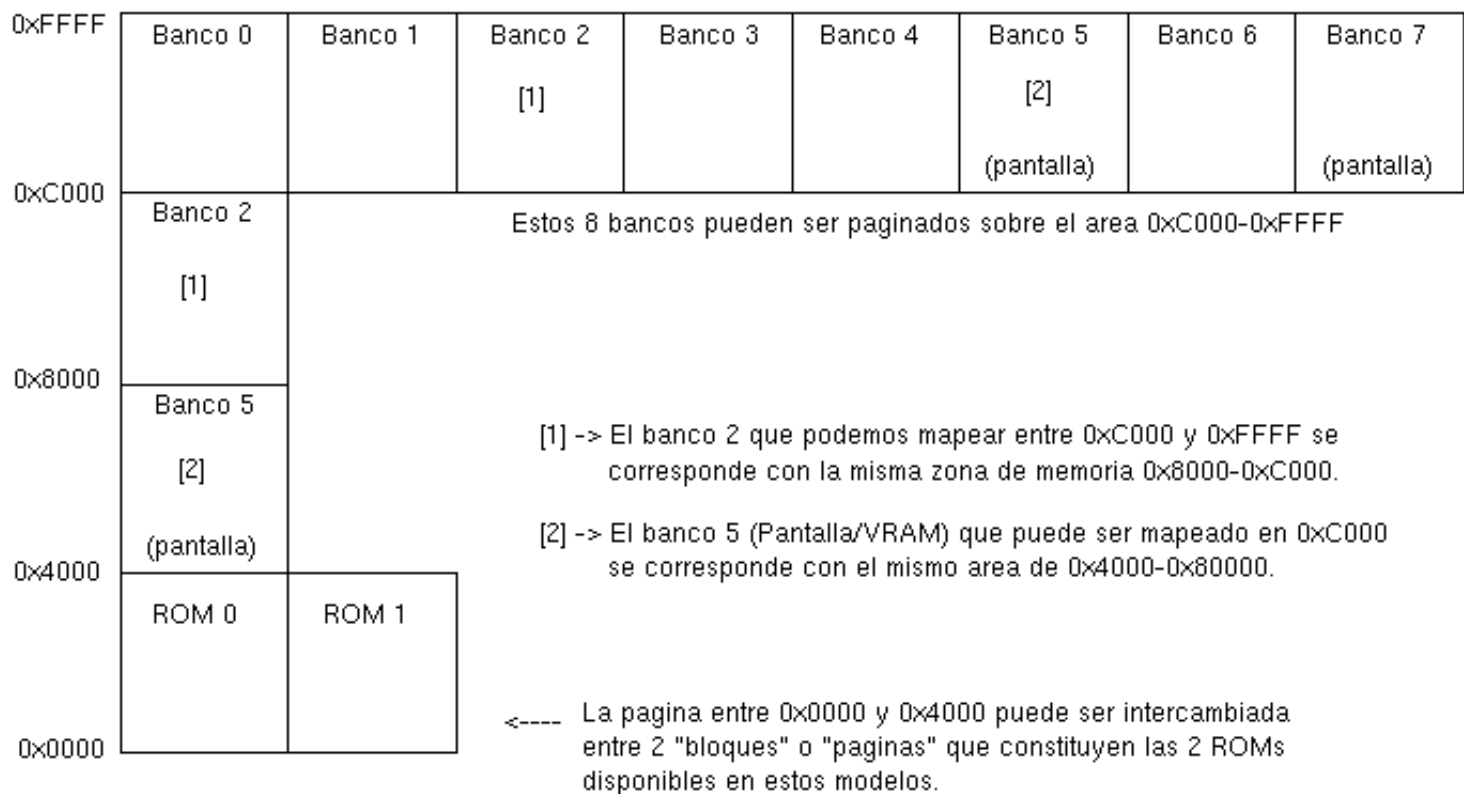 0xFFFF Banco 0 Banco 1 Banco 2 Banco 3 Banco 4 Banco 5 Banco 6 Banco 7
[1] [2]
(pantalla) (pantalla)
0xC000
Banco 2 Estos 8 bancos pueden ser paginados sobre el area 0xC000-0xFFFF
[1]
0x8000
Banco 5
[1] -> El banco 2 que podemos mapear entre 0xC000 y 0xFFFF se
[2] corresponde con la misma zona de memoria 0x8000-0xC000.
(pantalla) [2] -> El banco 5 (Pantalla/VRAM) que puede ser mapeado en 0xC000
0x4000 se corresponde con el mismo area de 0x4000-0x80000.
ROM 0 ROM 1
<---- La pagina entre 0x0000 y 0x4000 puede ser intercambiada
0x0000 entre 2 "bloques" o "paginas" que constituyen las 2 ROMs
disponibles en estos modelos.